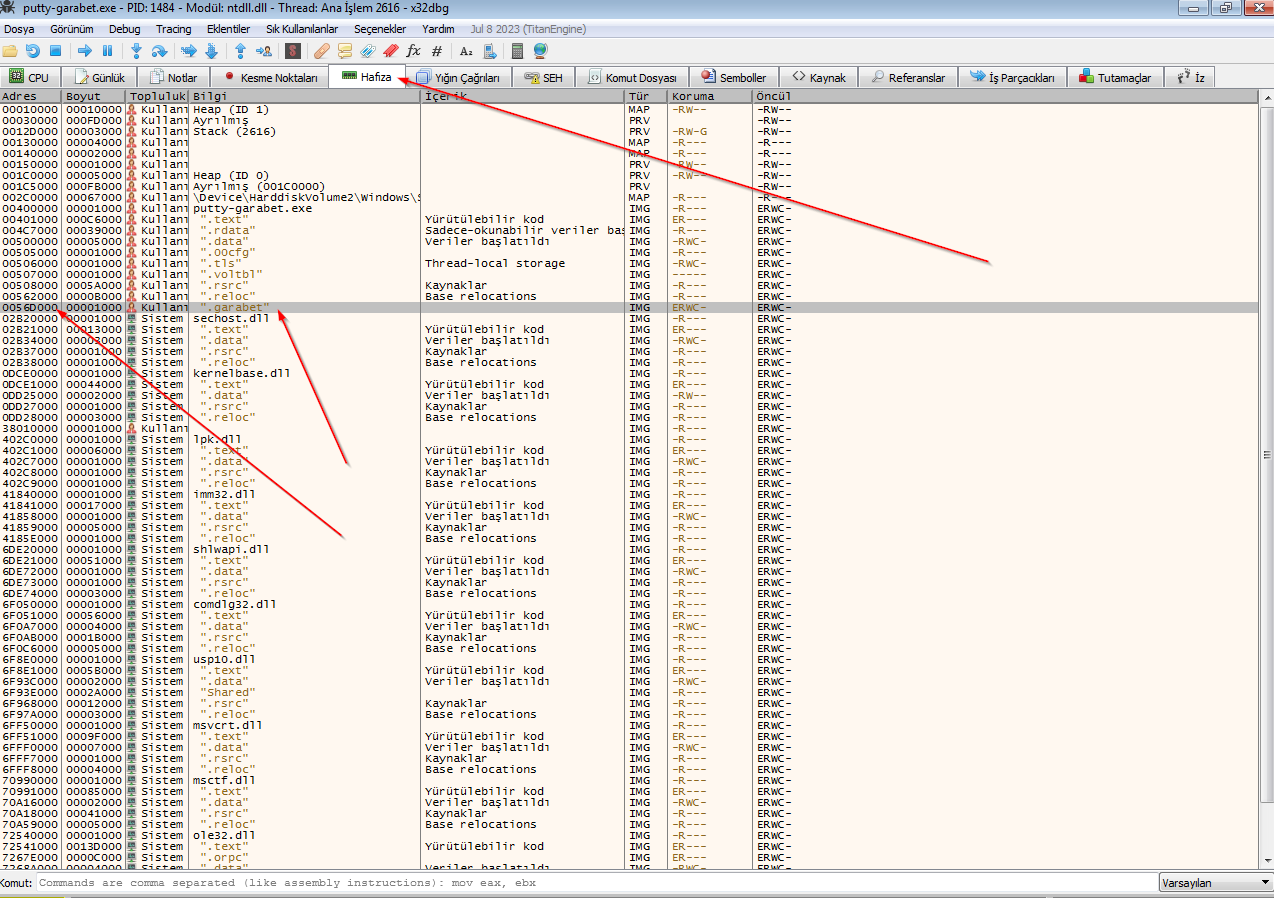 putty-garabet.exe - PID: 1484 - Modül: ntdll.dll - Thread: Ana İşlem 2616 - x32dbg
Dosya Görünüm Debug Tracing Eklentiler Sık Kullanılanlar Seçenekler Yardım Jul 8 2023 (TitanEngine)
CPU Günlük Notlar Kesme Noktaları Hafıza Yığın Çağrıları SEH Komut Dosyası Semboller Kaynak Referanslar İş Parçacıkları Tutamaçlar İz
Adres Boyut Topluluk Bilgi İçerik Tür Koruma Öncül
00010000 00010000 Kullanı Heap (ID 1) MAP -RW-- -RW--
00030000 000FD000 Kullanı Ayrılmış PRV -RW--
0012D000 00003000 Kullanı Stack (2616) PRV -RW-G -RW--
00130000 00004000 Kullanı MAP -R--- -R---
00140000 00002000 Kullanı MAP -R--- -R---
00150000 00001000 Kullanı PRV -RW-- -RW--
001C0000 00005000 Kullanı Heap (ID 0) PRV -RW-- -RW--
001C5000 000FB000 Kullanı Ayrılmış (001C0000) PRV -RW--
002C0000 00067000 Kullanı \Device\HarddiskVolume2\Windows\S MAP -R--- -R---
00400000 00001000 Kullanı putty-garabet.exe IMG -R--- ERWC-
00401000 000C6000 Kullanı ".text" Yürütülebilir kod IMG ER--- ERWC-
004C7000 00039000 Kullanı ".rdata" Sadece-okunabilir veriler baş IMG -R--- ERWC-
00500000 00005000 Kullanı ".data" Veriler başlatıldı IMG -RWC- ERWC-
00505000 00001000 Kullanı ".00cfg" IMG -R--- ERWC-
00506000 00001000 Kullanı ".tls" Thread-local storage IMG -RWC- ERWC-
00507000 00001000 Kullanı ".voltbl" IMG ----- ERWC-
00508000 0005A000 Kullanı ".rsrc" Kaynaklar IMG -R--- ERWC-
00562000 0000B000 Kullanı ".reloc" Base relocations IMG -R--- ERWC-
0056D000 00001000 Kullanı ".garabet" IMG ERWC- ERWC-
02B20000 00001000 Sistem sechost.dll IMG -R--- ERWC-
02B21000 00013000 Sistem ".text" Yürütülebilir kod IMG ER--- ERWC-
02B34000 00003000 Sistem ".data" Veriler başlatıldı IMG -RWC- ERWC-
02B37000 00001000 Sistem ".rsrc" Kaynaklar IMG -R--- ERWC-
02B38000 00001000 Sistem ".reloc" Base relocations IMG -R--- ERWC-
0DCE0000 00001000 Sistem kernelbase.dll IMG -R--- ERWC-
0DCE1000 00044000 Sistem ".text" Yürütülebilir kod IMG ER--- ERWC-
0DD25000 00002000 Sistem ".data" Veriler başlatıldı IMG -RW-- ERWC-
0DD27000 00001000 Sistem ".rsrc" Kaynaklar IMG -R--- ERWC-
0DD28000 00003000 Sistem ".reloc" Base relocations IMG -R--- ERWC-
38010000 00001000 Kullanı IMG -R--- ERWC-
402C0000 00001000 Sistem lpk.dll IMG -R--- ERWC-
402C1000 00006000 Sistem ".text" Yürütülebilir kod IMG ER--- ERWC-
402C7000 00001000 Sistem ".data" Veriler başlatıldı IMG -RWC- ERWC-
402C8000 00001000 Sistem ".rsrc" Kaynaklar IMG -R--- ERWC-
402C9000 00001000 Sistem ".reloc" Base relocations IMG -R--- ERWC-
41840000 00001000 Sistem imm32.dll IMG -R--- ERWC-
41841000 00017000 Sistem ".text" Yürütülebilir kod IMG ER--- ERWC-
41858000 00001000 Sistem ".data" Veriler başlatıldı IMG -RWC- ERWC-
41859000 00005000 Sistem ".rsrc" Kaynaklar IMG -R--- ERWC-
4185E000 00001000 Sistem ".reloc" Base relocations IMG -R--- ERWC-
6DE20000 00001000 Sistem shlwapi.dll IMG -R--- ERWC-
6DE21000 00051000 Sistem ".text" Yürütülebilir kod IMG ER--- ERWC-
6DE72000 00001000 Sistem ".data" Veriler başlatıldı IMG -RWC- ERWC-
6DE73000 00001000 Sistem ".rsrc" Kaynaklar IMG -R--- ERWC-
6DE74000 00003000 Sistem ".reloc" Base relocations IMG -R--- ERWC-
6F050000 00001000 Sistem comdlg32.dll IMG -R--- ERWC-
6F051000 00056000 Sistem ".text" Yürütülebilir kod IMG ER--- ERWC-
6F0A7000 00004000 Sistem ".data" Veriler başlatıldı IMG -RWC- ERWC-
6F0AB000 0001B000 Sistem ".rsrc" Kaynaklar IMG -R--- ERWC-
6F0C6000 00005000 Sistem ".reloc" Base relocations IMG -R--- ERWC-
6F8E0000 00001000 Sistem usp10.dll IMG -R--- ERWC-
6F8E1000 0005B000 Sistem ".text" Yürütülebilir kod IMG ER--- ERWC-
6F93C000 00002000 Sistem ".data" Veriler başlatıldı IMG -RWC- ERWC-
6F93E000 0002A000 Sistem "Shared" IMG -R--- ERWC-
6F968000 00012000 Sistem ".rsrc" Kaynaklar IMG -R--- ERWC-
6F97A000 00003000 Sistem ".reloc" Base relocations IMG -R--- ERWC-
6FF50000 00001000 Sistem msvcrt.dll IMG -R--- ERWC-
6FF51000 0009F000 Sistem ".text" Yürütülebilir kod IMG ER--- ERWC-
6FFF0000 00007000 Sistem ".data" Veriler başlatıldı IMG -RWC- ERWC-
6FFF7000 00001000 Sistem ".rsrc" Kaynaklar IMG -R--- ERWC-
6FFF8000 00004000 Sistem ".reloc" Base relocations IMG -R--- ERWC-
70990000 00001000 Sistem msctf.dll IMG -R--- ERWC-
70991000 00085000 Sistem ".text" Yürütülebilir kod IMG ER--- ERWC-
70A16000 00002000 Sistem ".data" Veriler başlatıldı IMG -RWC- ERWC-
70A18000 00041000 Sistem ".rsrc" Kaynaklar IMG -R--- ERWC-
70A59000 00005000 Sistem ".reloc" Base relocations IMG -R--- ERWC-
72540000 00001000 Sistem ole32.dll IMG -R--- ERWC-
72541000 0013D000 Sistem ".text" Yürütülebilir kod IMG ER--- ERWC-
7267E000 0000C000 Sistem ".orpc" IMG ER--- ERWC-
7268A000 00004000 Sistem ".data" Veriler başlatıldı IMG -RWC- ERWC-
Komut: Commands are comma separated (like assembly instructions): mov eax, ebx Varsayılan